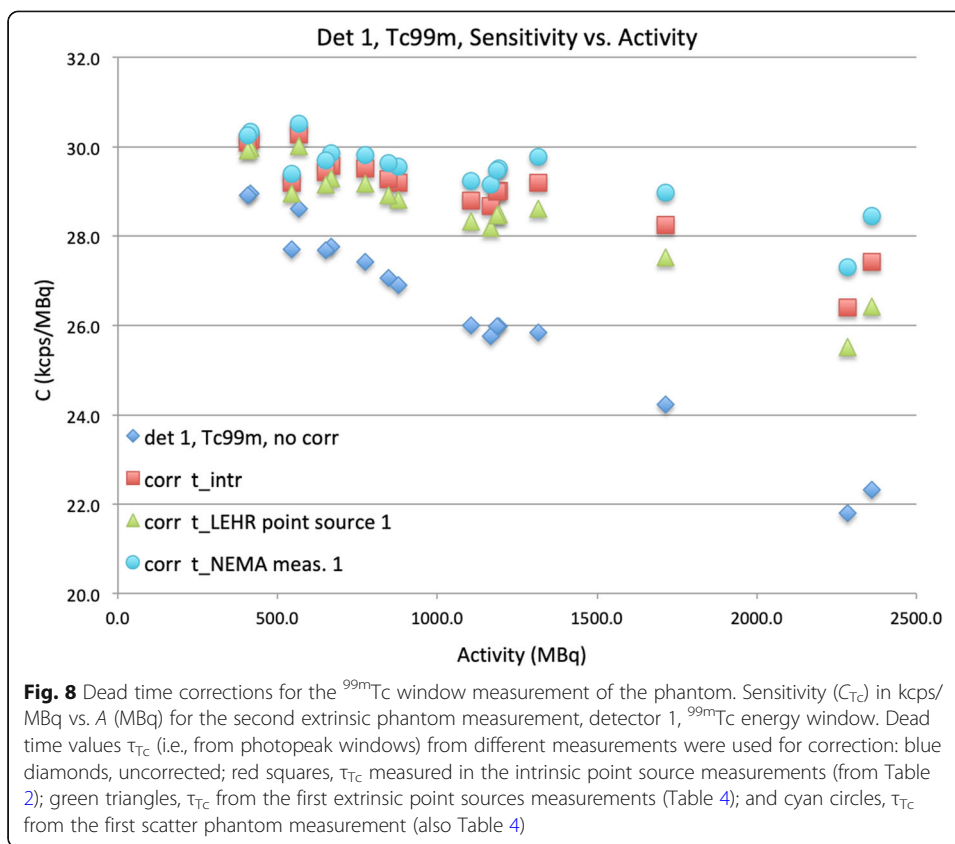 Det 1, Tc99m, Sensitivity vs. Activity
32.0
30.0
28.0
26.0
24.0
22.0
20.0
C (kcps/MBq)
det 1, Tc99m, no corr
corr t_intr
corr t_LEHR point source 1
corr t_NEMA meas. 1
0.0 500.0 1000.0 1500.0 2000.0 2500.0
Activity (MBq)
Fig. 8 Dead time corrections for the ⁹⁹ᵐTc window measurement of the phantom. Sensitivity (C_Tc) in kcps/
MBq vs. A (MBq) for the second extrinsic phantom measurement, detector 1, ⁹⁹ᵐTc energy window. Dead
time values τ_Tc (i.e., from photopeak windows) from different measurements were used for correction: blue
diamonds, uncorrected; red squares, τ_Tc measured in the intrinsic point source measurements (from Table
2); green triangles, τ_Tc from the first extrinsic point sources measurements (Table 4); and cyan circles, τ_Tc
from the first scatter phantom measurement (also Table 4)